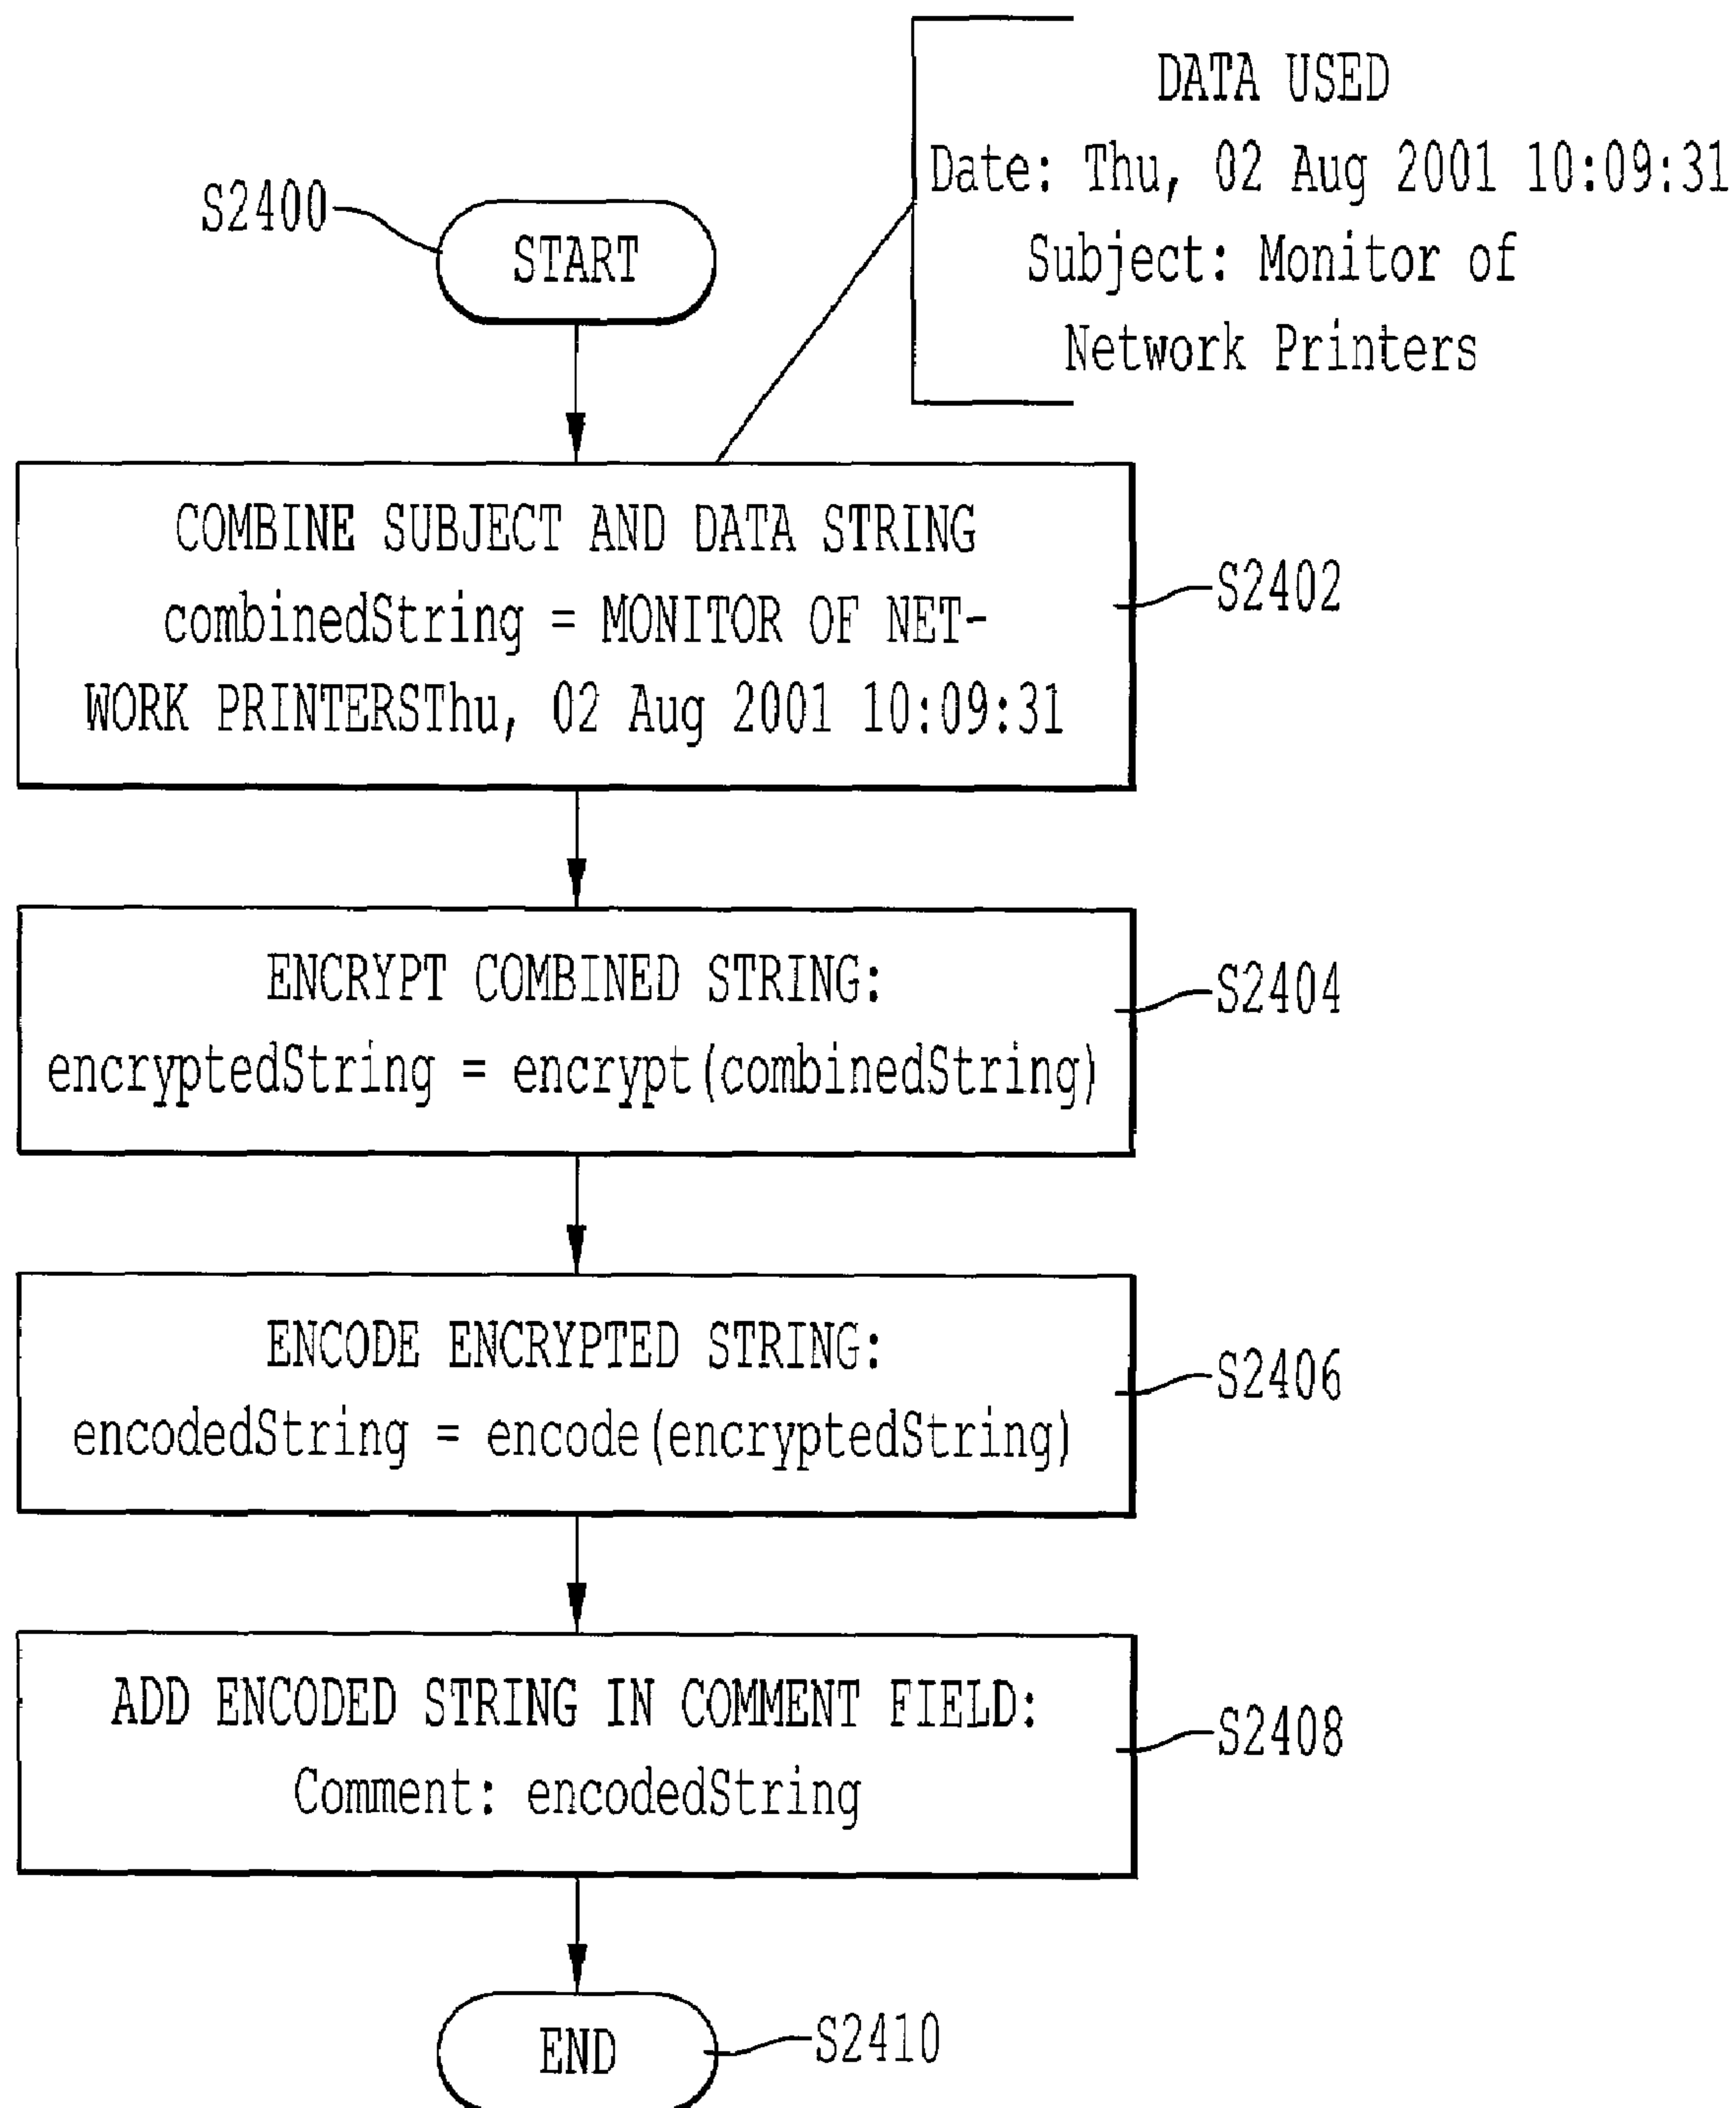 DATA USED
Date: Thu, 02 Aug 2001 10:09:31
Subject: Monitor of
Network Printers
S2400
START
COMBINE SUBJECT AND DATA STRING
combinedString = MONITOR OF NET-
WORK PRINTERSThu, 02 Aug 2001 10:09:31
S2402
ENCRYPT COMBINED STRING:
encryptedString = encrypt(combinedString)
S2404
ENCODE ENCRYPTED STRING:
encodedString = encode(encryptedString)
S2406
ADD ENCODED STRING IN COMMENT FIELD:
Comment: encodedString
S2408
END
S2410